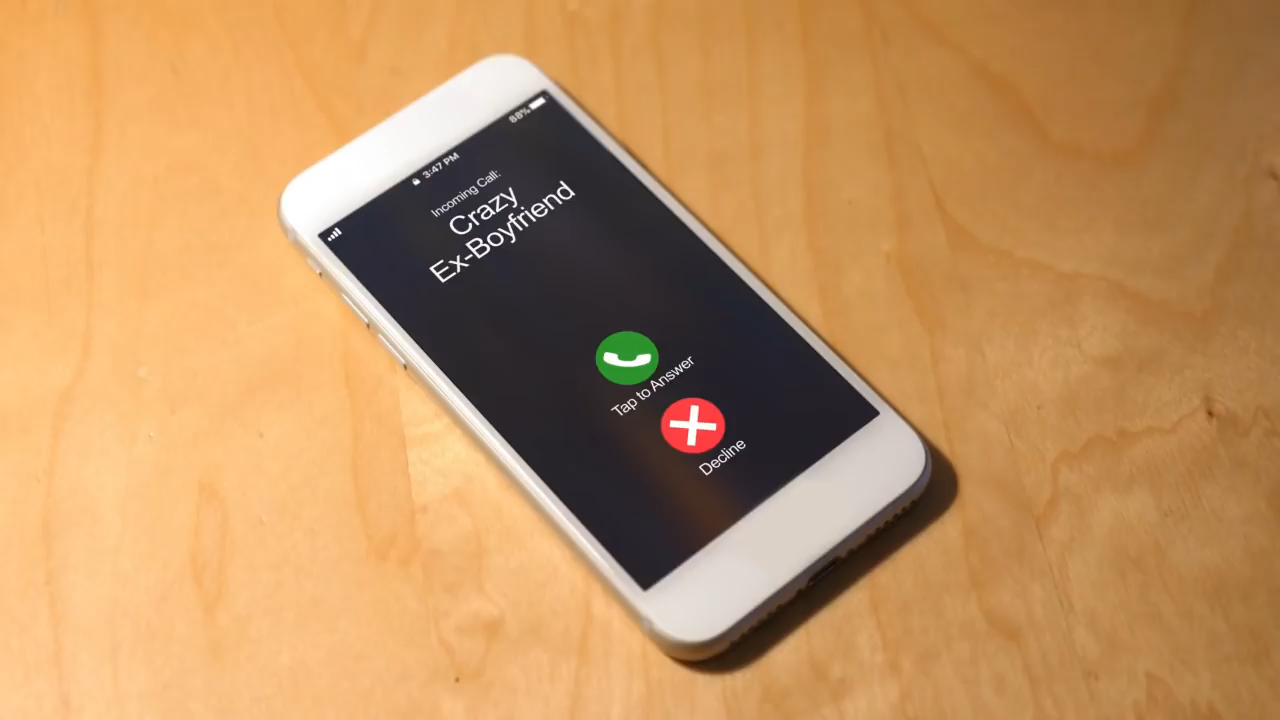 88%
3:47 PM
Incoming Call:
Crazy
Ex-Boyfriend
Tap to Answer
Decline